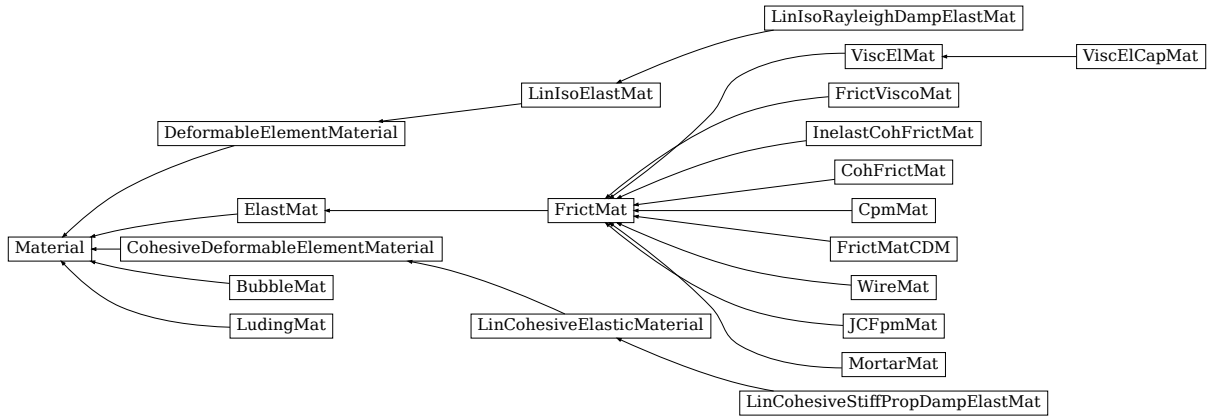 LinIsoRayleighDampElastMat
ViscElMat
ViscElCapMat
LinIsoElastMat
FrictViscoMat
DeformableElementMaterial
InelastCohFrictMat
CohFrictMat
ElastMat
FrictMat
CpmMat
Material
CohesiveDeformableElementMaterial
FrictMatCDM
BubbleMat
WireMat
LudingMat
LinCohesiveElasticMaterial
JCFpmMat
MortarMat
LinCohesiveStiffPropDampElastMat